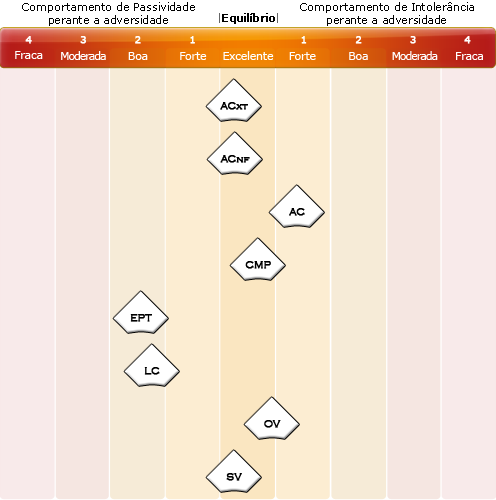 Comportamento de Passividade
perante a adversidade
|Equilíbrio|
Comportamento de Intolerância
perante a adversidade
4 3 2 1 1 2 3 4
Fraca Moderada Boa Forte Excelente Forte Boa Moderada Fraca
ACXT
ACNF
AC
CMP
EPT
LC
OV
SV